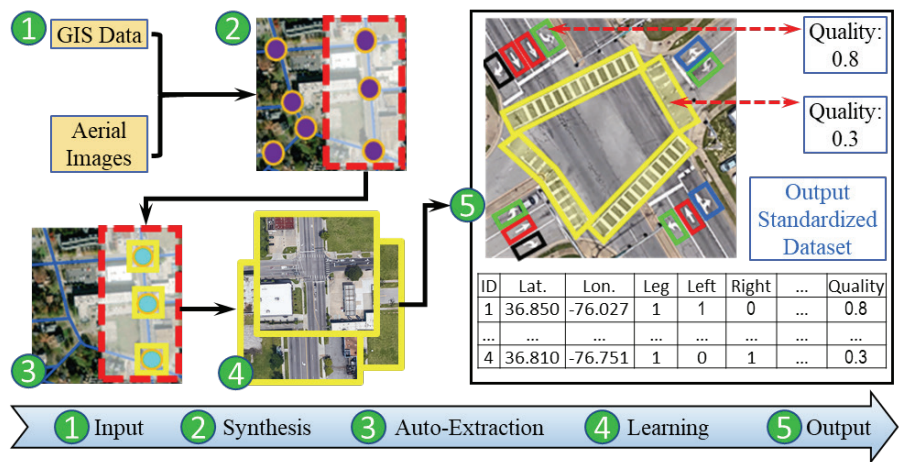 1
GIS Data
Aerial
Images
2
3
4
5
Quality:
0.8
Quality:
0.3
Output
Standardized
Dataset
ID Lat. Lon. Leg Left Right ... Quality
1 36.850 -76.027 1 1 0 ... 0.8
... ... ... ... ... ... ...
4 36.810 -76.751 1 0 1 ... 0.3
1 Input 2 Synthesis 3 Auto-Extraction 4 Learning 5 Output